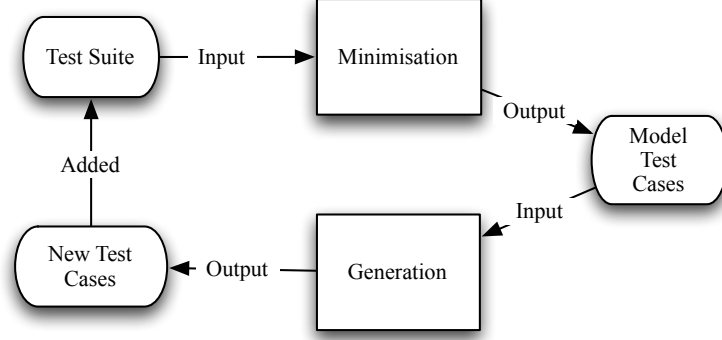 Test Suite
Input
Minimisation
Output
Model
Test
Cases
Input
Generation
Output
New Test
Cases
Added